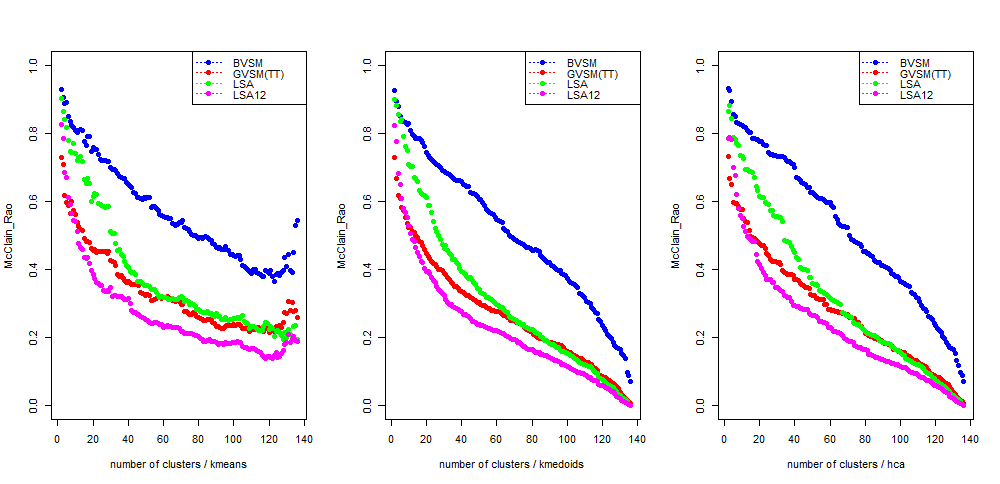 McClain_Rao
1.0
0.8
0.6
0.4
0.2
0.0
BVSM
GVSM(TT)
LSA
LSA12
0 20 40 60 80 100 120 140
number of clusters / kmeans
McClain_Rao
1.0
0.8
0.6
0.4
0.2
0.0
BVSM
GVSM(TT)
LSA
LSA12
0 20 40 60 80 100 120 140
number of clusters / kmedoids
McClain_Rao
1.0
0.8
0.6
0.4
0.2
0.0
BVSM
GVSM(TT)
LSA
LSA12
0 20 40 60 80 100 120 140
number of clusters / hca